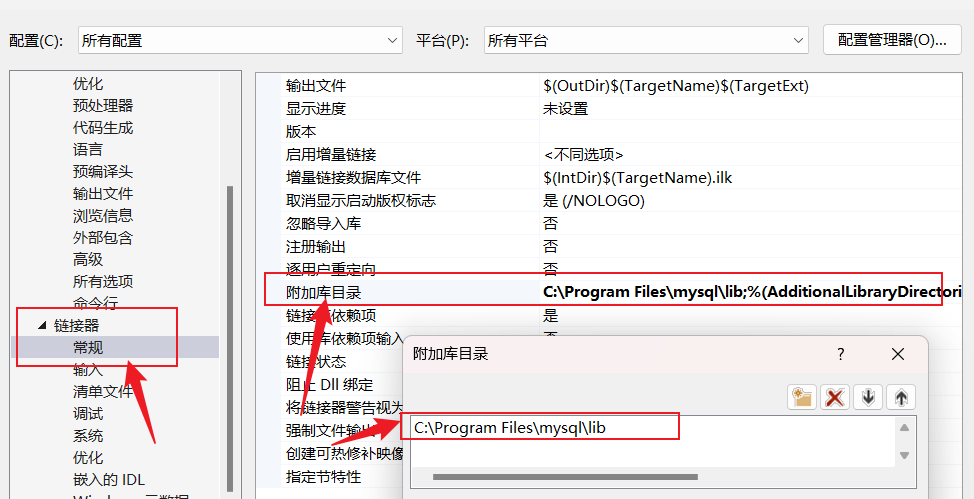 配置(C): 所有配置 平台(P): 所有平台 配置管理器(O)...
优化
预处理器
代码生成
语言
预编译头
输出文件
浏览信息
外部包含
高级
所有选项
命令行
链接器
常规
输入
清单文件
调试
系统
优化
嵌入的 IDL
输出文件 $(OutDir)$(TargetName)$(TargetExt)
显示进度 未设置
版本
启用增量链接 <不同选项>
增量链接数据库文件 $(IntDir)$(TargetName).ilk
取消显示启动版权标志 是 (/NOLOGO)
忽略导入库 否
注册输出 否
逐用户重定向 否
附加库目录 C:\Program Files\mysql\lib;%(AdditionalLibraryDirectori
链接 依赖项 是
使用库依赖项输入
链接状态
阻止 Dll 绑定
将链接器警告视为
强制文件输出
创建可热修补映像
指定节特性
附加库目录 ?
C:\Program Files\mysql\lib